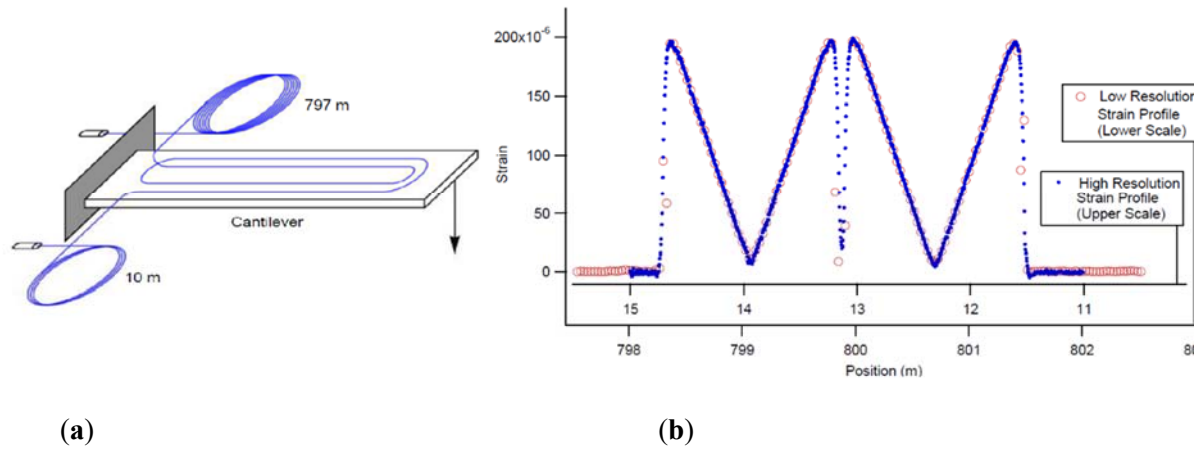 797 m
Cantilever
10 m
200x10⁻⁶
150
100
50
0
Strain
Low Resolution
Strain Profile
(Lower Scale)
High Resolution
Strain Profile
(Upper Scale)
15 14 13 12 11
798 799 800 801 802
Position (m)
(a) (b)